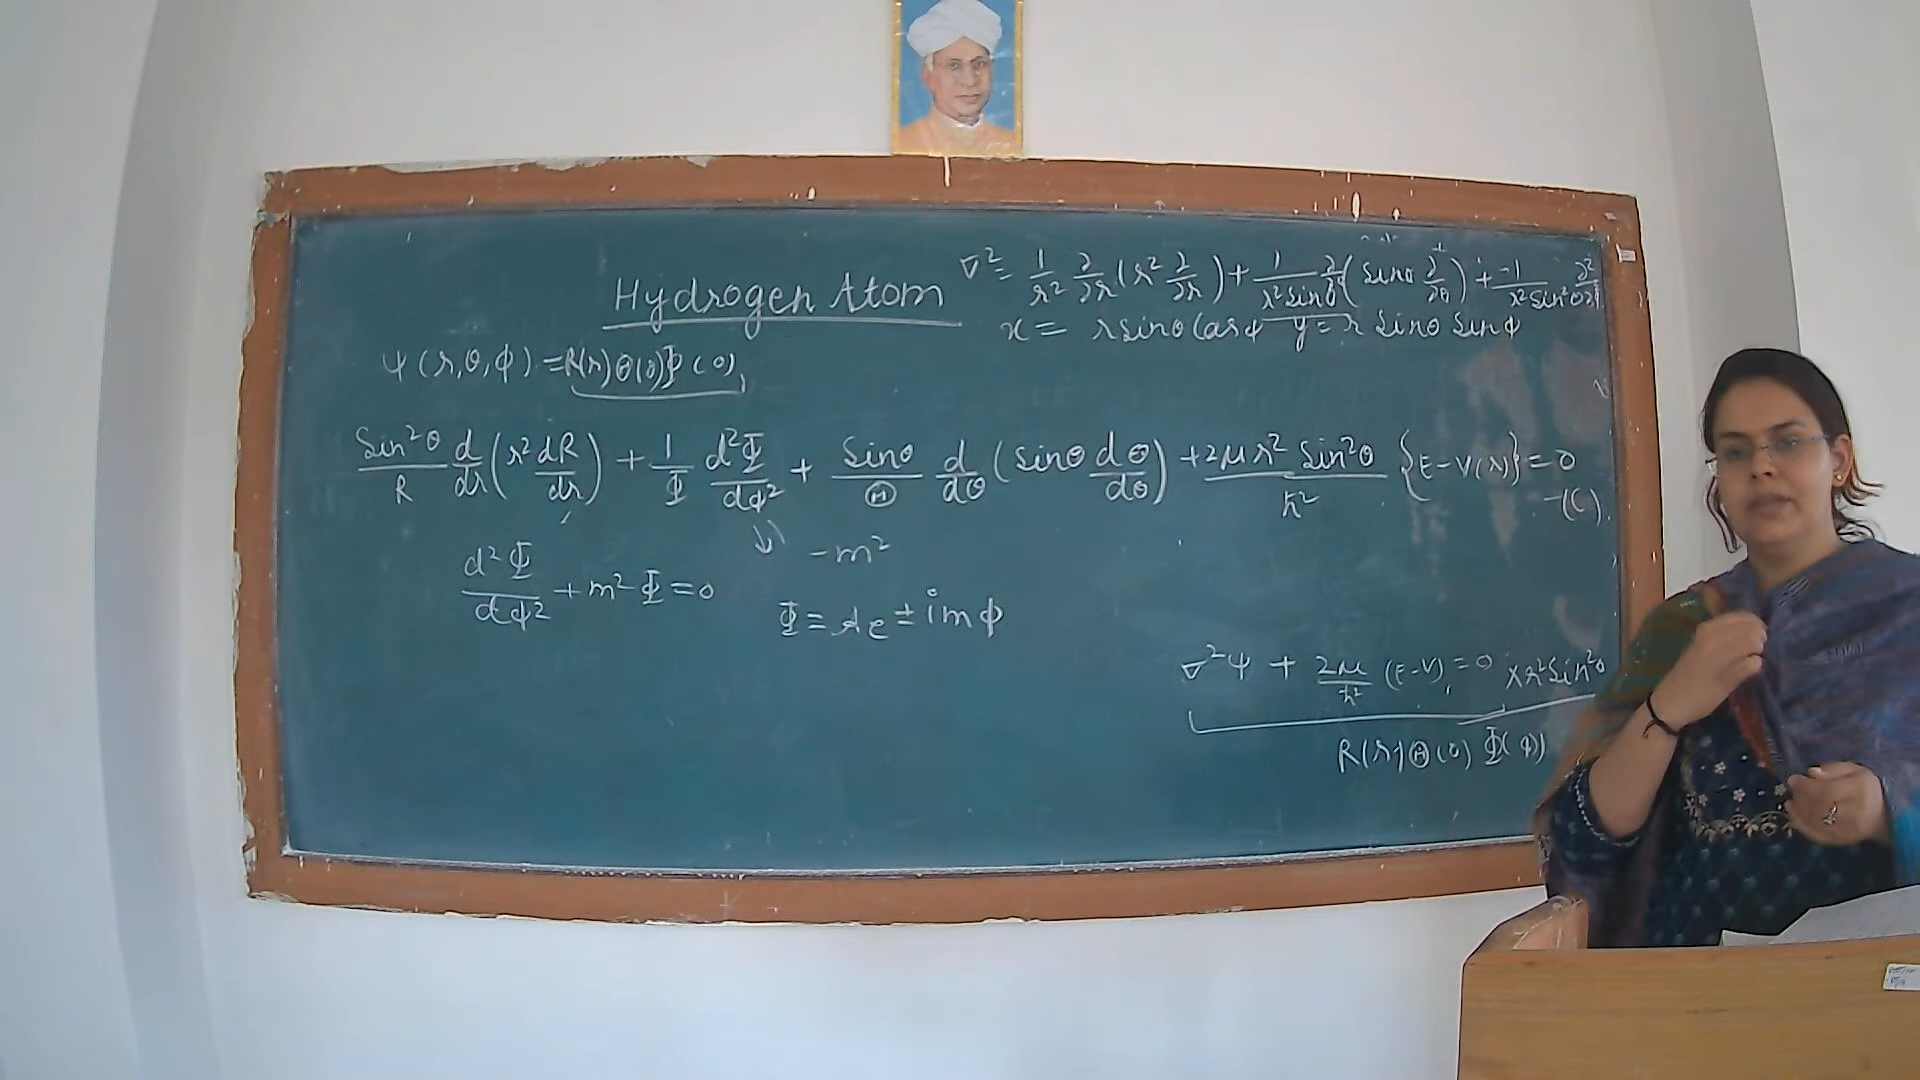 Hydrogen Atom
∇² = 1/r² ∂/∂r (r² ∂/∂r) + 1/r² sinθ ∂/∂θ (sinθ ∂/∂θ) + 1/r² sin²θ ∂²/∂φ²
x = r sinθ Cosφ y = r Sinθ Sinφ
ψ(r,θ,φ) = R(r) Θ(θ) Φ(θ)
Sin²θ/R d/dr (r² dR/dr) + 1/Φ d²Φ/dφ² + Sinθ/Θ d/dθ (sinθ dΘ/dθ) + 2μr² Sin²θ/ħ² {E-V(r)} = 0
-(C).
↓ -m²
d²Φ/dφ² + m² Φ = 0
Φ = Ae ± imφ
∇²ψ + 2μ/ħ² (E-V) = 0 x r² Sin²θ
R(r) Θ(θ) Φ(φ)